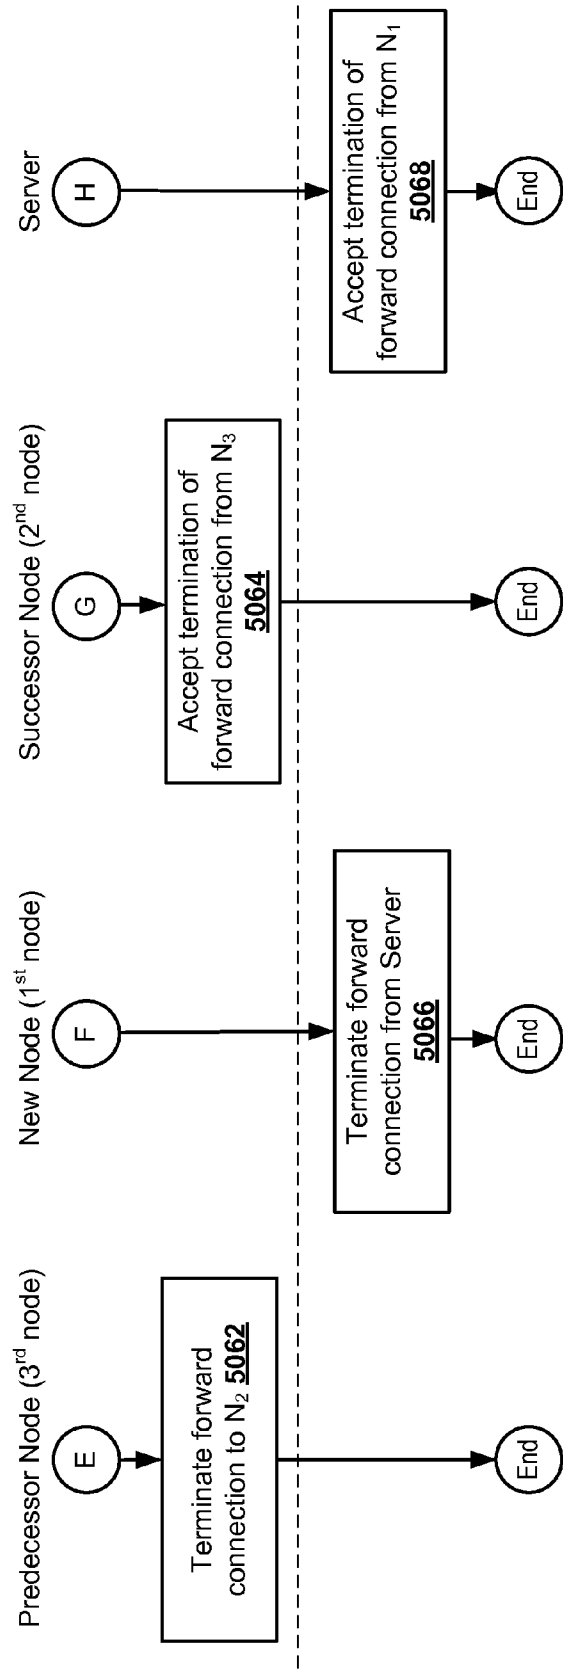 Predecessor Node (3rd node)
New Node (1st node)
Successor Node (2nd node)
Server
E
F
G
H
Terminate forward
connection to N2 5062
Accept termination of
forward connection from N3
5064
Terminate forward
connection from Server
5066
Accept termination of
forward connection from N1
5068
End
End
End
End